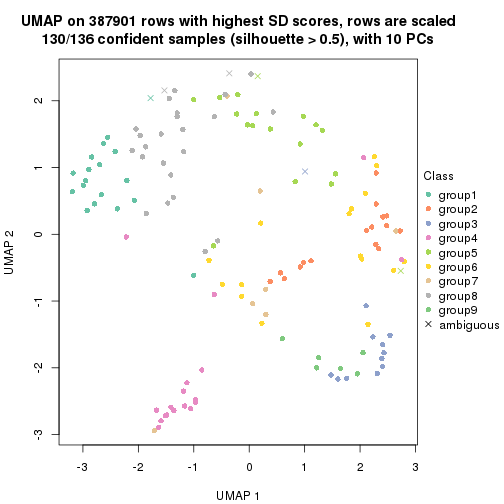 UMAP on 387901 rows with highest SD scores, rows are scaled
130/136 confident samples (silhouette > 0.5), with 10 PCs
UMAP 2
2
1
0
-1
-2
-3
-3
-2
-1
0
1
2
3
UMAP 1
Class
group1
group2
group3
group4
group5
group6
group7
group8
group9
ambiguous